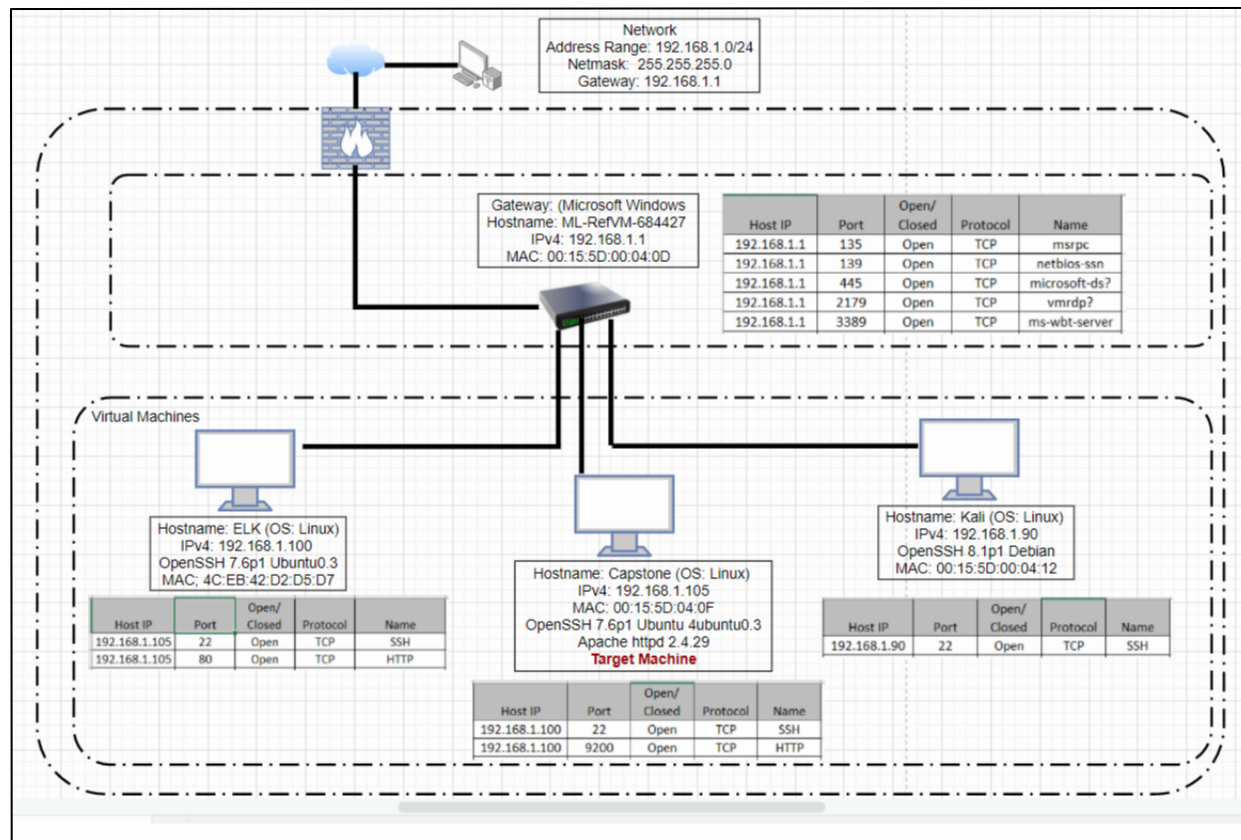 Network
Address Range: 192.168.1.0/24
Netmask: 255.255.255.0
Gateway: 192.168.1.1
Gateway: (Microsoft Windows
Hostname: ML-RefVM-684427
IPv4: 192.168.1.1
MAC: 00:15:5D:00:04:0D
Host IP Port Open/ Closed Protocol Name
192.168.1.1 135 Open TCP msrpc
192.168.1.1 139 Open TCP netbios-ssn
192.168.1.1 445 Open TCP microsoft-ds?
192.168.1.1 2179 Open TCP vmrdp?
192.168.1.1 3389 Open TCP ms-wbt-server
Virtual Machines
Hostname: ELK (OS: Linux)
IPv4: 192.168.1.100
OpenSSH 7.6p1 Ubuntu0.3
MAC; 4C:EB:42:D2:D5:D7
Host IP Port Open/ Closed Protocol Name
192.168.1.105 22 Open TCP SSH
192.168.1.105 80 Open TCP HTTP
Hostname: Capstone (OS: Linux)
IPv4: 192.168.1.105
MAC: 00:15:5D:04:0F
OpenSSH 7.6p1 Ubuntu 4ubuntu0.3
Apache httpd 2.4.29
Target Machine
Host IP Port Open/ Closed Protocol Name
192.168.1.100 22 Open TCP SSH
192.168.1.100 9200 Open TCP HTTP
Hostname: Kali (OS: Linux)
IPv4: 192.168.1.90
OpenSSH 8.1p1 Debian
MAC: 00:15:5D:00:04:12
Host IP Port Open/ Closed Protocol Name
192.168.1.90 22 Open TCP SSH